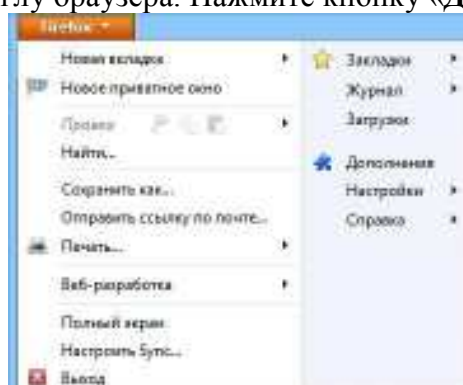 глу браузера. Нажмите кнопку «Д
Firefox
Новая вкладка
Новое приватное окно
Правка
Найти...
Сохранить как...
Отправить ссылку по почте...
Печать...
Веб-разработка
Полный экран
Настроить Sync...
Выход
Закладки
Журнал
Загрузки
Дополнения
Настройки
Справка